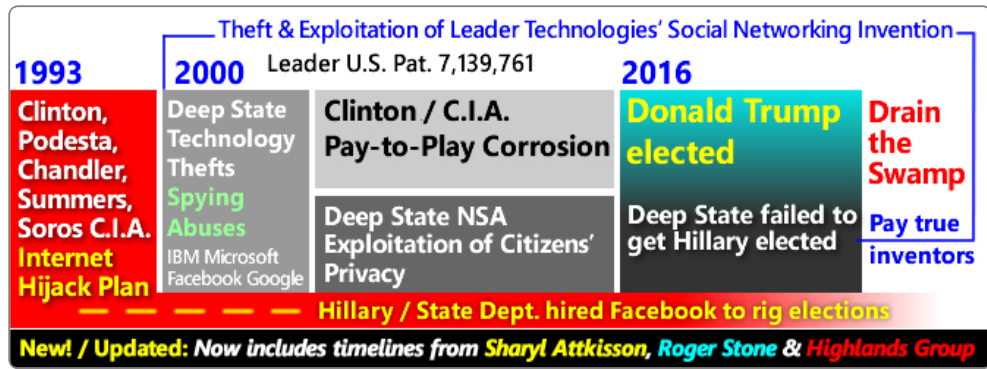 Theft & Exploitation of Leader Technologies' Social Networking Invention
1993
2000
Leader U.S. Pat. 7,139,761
2016
Clinton,
Podesta,
Chandler,
Summers,
Soros C.I.A.
Internet
Hijack Plan
Deep State
Technology
Thefts
Spying
Abuses
IBM Microsoft
Facebook Google
Clinton / C.I.A.
Pay-to-Play Corrosion
Deep State NSA
Exploitation of Citizens'
Privacy
Donald Trump
elected
Deep State failed to
get Hillary elected
Drain
the
Swamp
Pay true
inventors
Hillary / State Dept. hired Facebook to rig elections
New! / Updated: Now includes timelines from Sharyl Attkisson, Roger Stone & Highlands Group